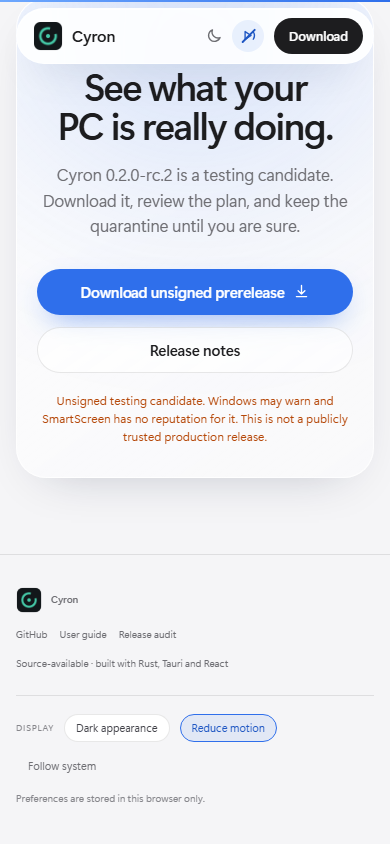 Cyron
Download
See what your
PC is really doing.
Cyron 0.2.0-rc.2 is a testing candidate.
Download it, review the plan, and keep the
quarantine until you are sure.
Download unsigned prerelease
Release notes
Unsigned testing candidate. Windows may warn and
SmartScreen has no reputation for it. This is not a publicly
trusted production release.
Cyron
GitHub User guide Release audit
Source-available · built with Rust, Tauri and React
DISPLAY Dark appearance Reduce motion
Follow system
Preferences are stored in this browser only.